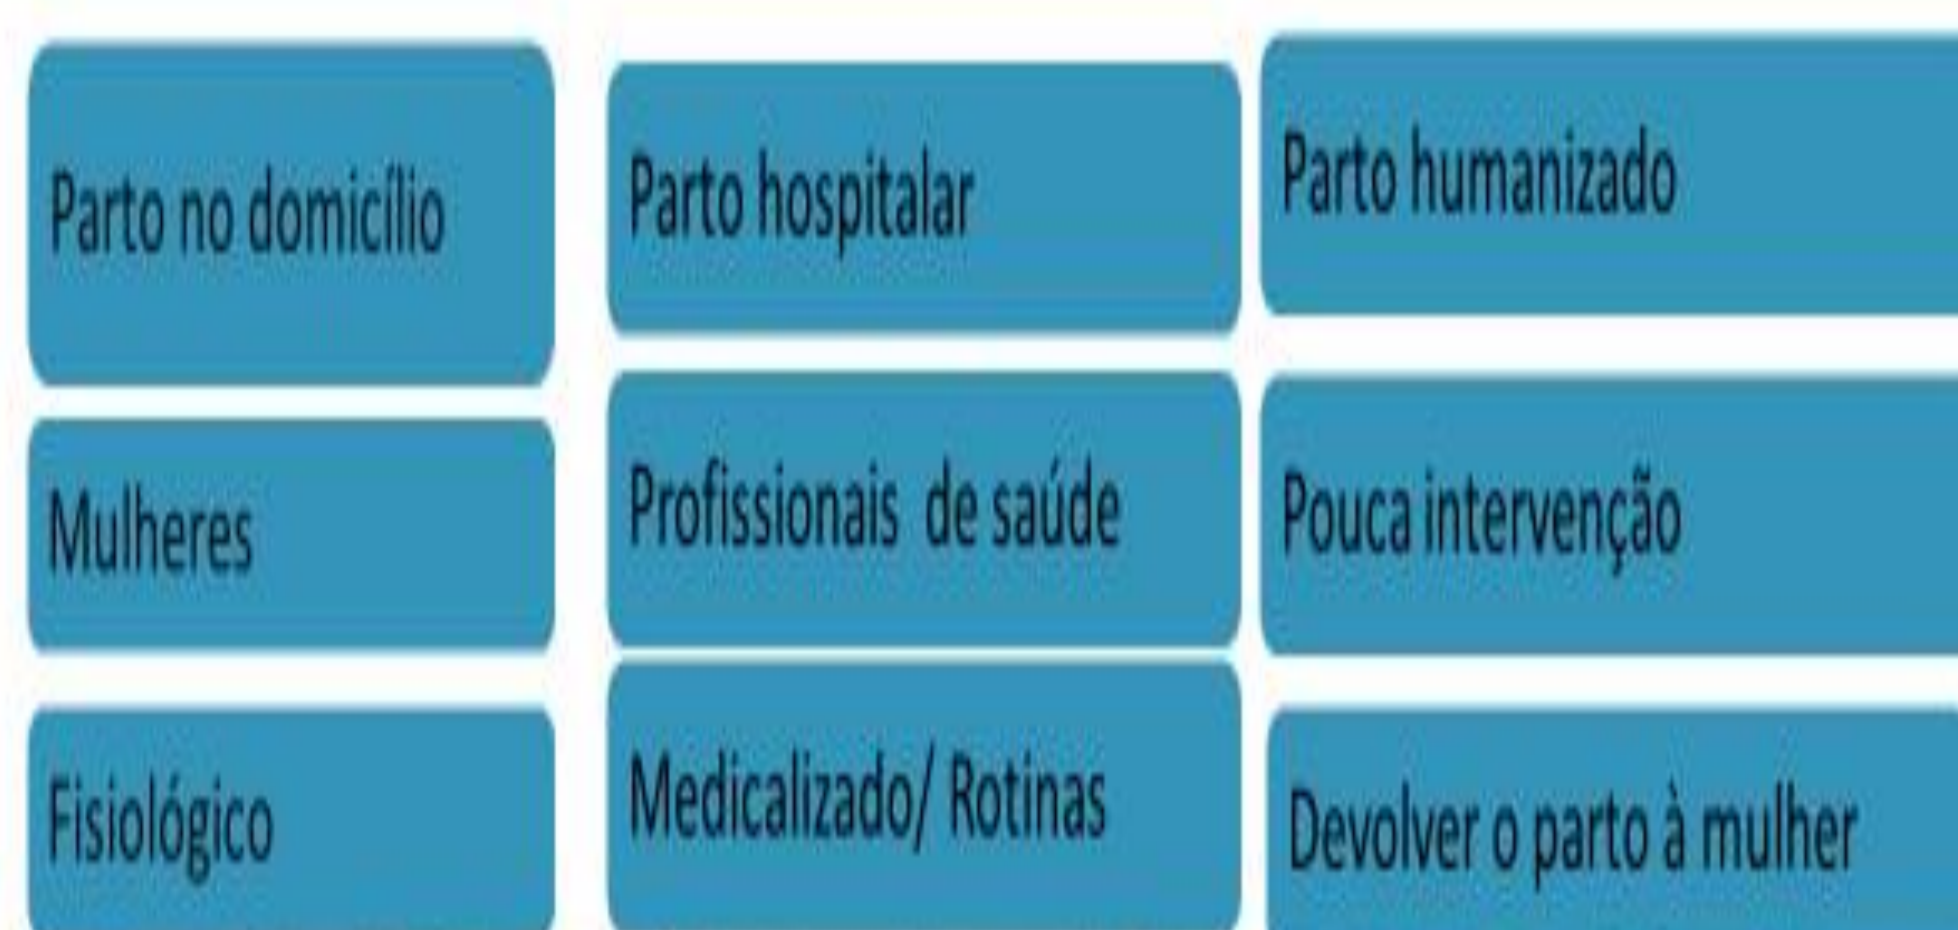 Parto no domicílio
Mulheres
Fisiológico
Parto hospitalar
Profissionais de saúde
Medicalizado/ Rotinas
Parto humanizado
Pouca intervenção
Devolver o parto à mulher